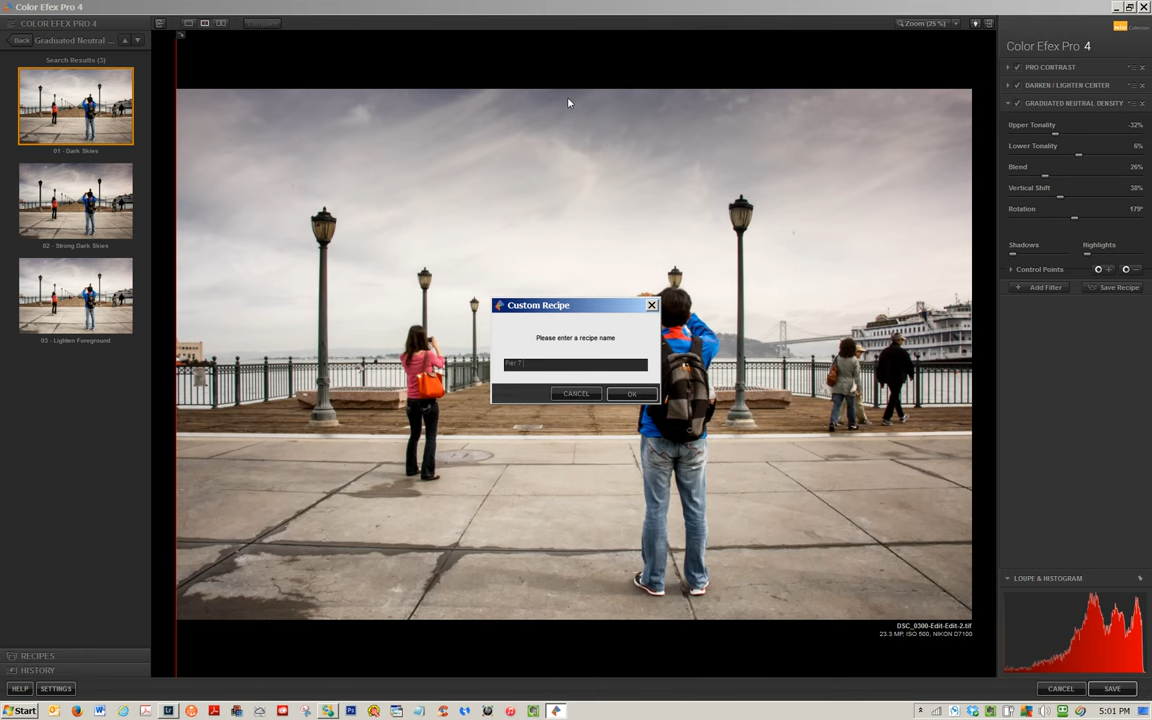 Color Efex Pro 4
COLOR EFEX PRO 4
Compare
Zoom (25 %)
Back
Graduated Neutral ...
Search Results (3)
01 - Dark Skies
02 - Strong Dark Skies
03 - Lighten Foreground
Custom Recipe
Please enter a recipe name
Pier 7
CANCEL
OK
DSC_0300-Edit-Edit-2.tif
23.3 MP, ISO 500, NIKON D7100
Color Efex Pro 4
PRO CONTRAST
DARKEN / LIGHTEN CENTER
GRADUATED NEUTRAL DENSITY
Upper Tonality -32%
Lower Tonality 6%
Blend 26%
Vertical Shift 38%
Rotation 179°
Shadows Highlights
Control Points
Add Filter
Save Recipe
LOUPE & HISTOGRAM
RECIPES
HISTORY
HELP
SETTINGS
CANCEL
SAVE
Start
5:01 PM